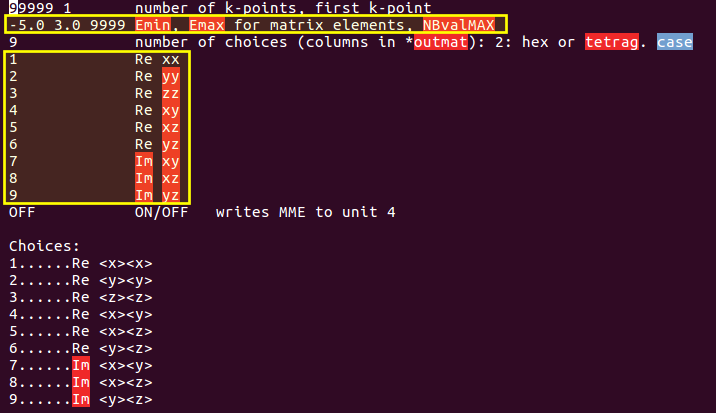 99999 1 number of k-points, first k-point
-5.0 3.0 9999 Emin, Emax for matrix elements, NBvalMAX
9 number of choices (columns in *outmat): 2: hex or tetrag. case
1 Re xx
2 Re yy
3 Re zz
4 Re xy
5 Re xz
6 Re yz
7 Im xy
8 Im xz
9 Im yz
OFF ON/OFF writes MME to unit 4
Choices:
1......Re <x><x>
2......Re <y><y>
3......Re <z><z>
4......Re <x><y>
5......Re <x><z>
6......Re <y><z>
7......Im <x><y>
8......Im <x><z>
9......Im <y><z>